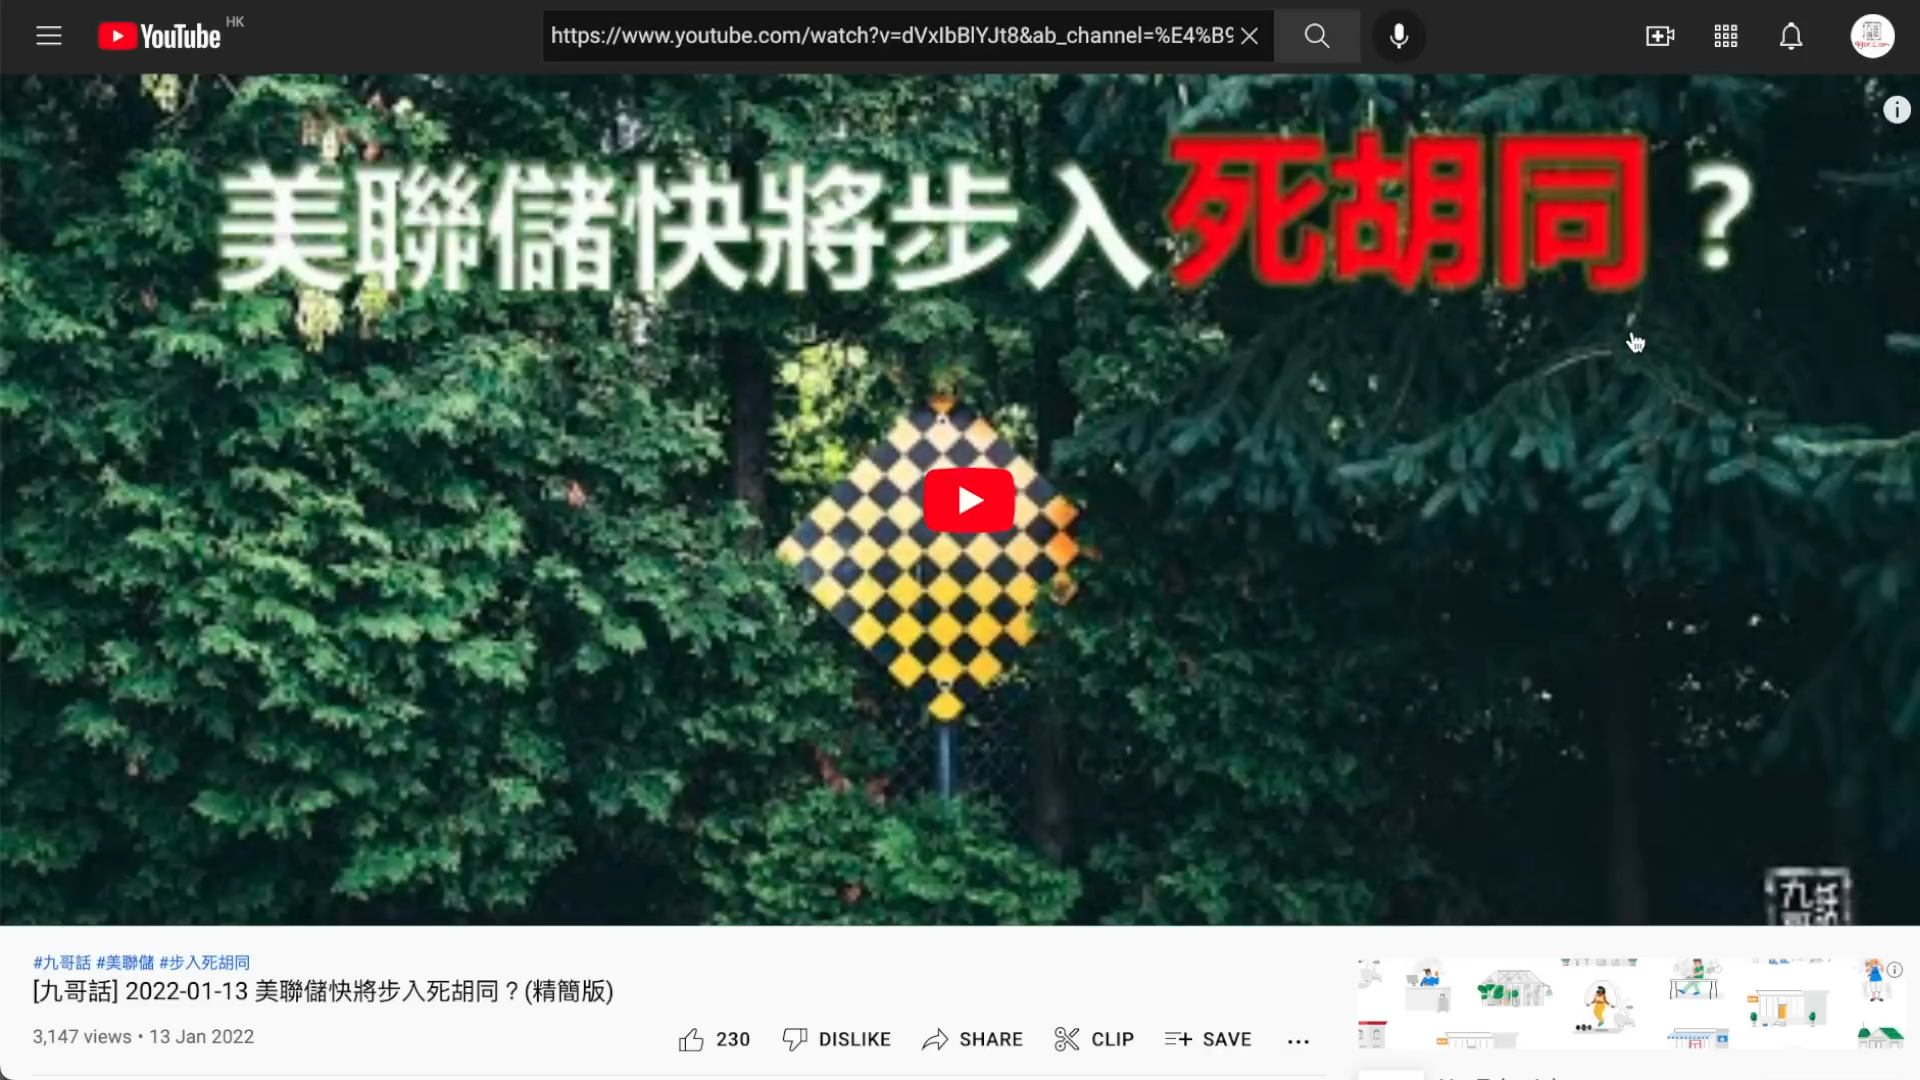 YouTube HK
https://www.youtube.com/watch?v=dVxIbBlYJt8&ab_channel=%E4%B9
美聯儲快將步入死胡同？
#九哥話 #美聯儲 #步入死胡同
[九哥話] 2022-01-13 美聯儲快將步入死胡同？(精簡版)
3,147 views • 13 Jan 2022
230
DISLIKE
SHARE
CLIP
SAVE